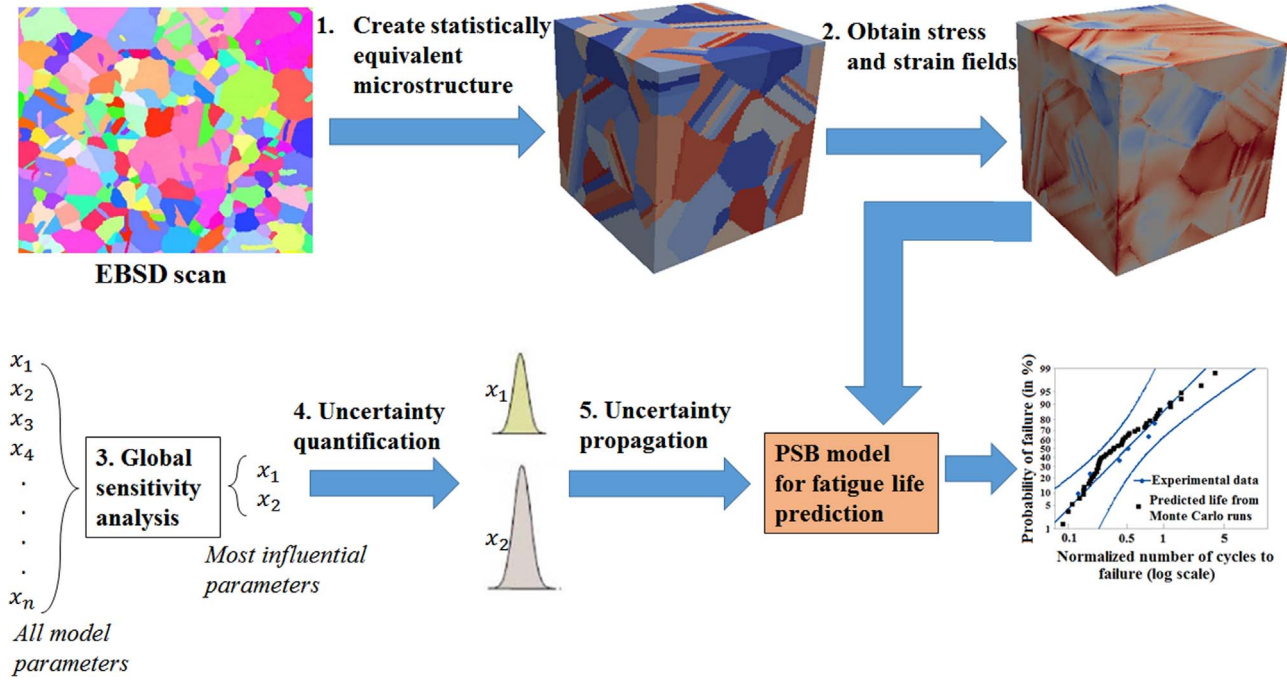 1. Create statistically
equivalent
microstructure
2. Obtain stress
and strain fields
EBSD scan
x₁
x₂
x₃
x₄
.
.
.
.
xₙ
All model
parameters
3. Global
sensitivity
analysis
x₁
x₂
Most influential
parameters
4. Uncertainty
quantification
x₁
x₂
5. Uncertainty
propagation
PSB model
for fatigue life
prediction
Probability of failure (in %)
99
95
90
80
70
60
50
40
30
20
10
5
1
Experimental data
Predicted life from
Monte Carlo runs
0.1 0.5 1 5
Normalized number of cycles to
failure (log scale)